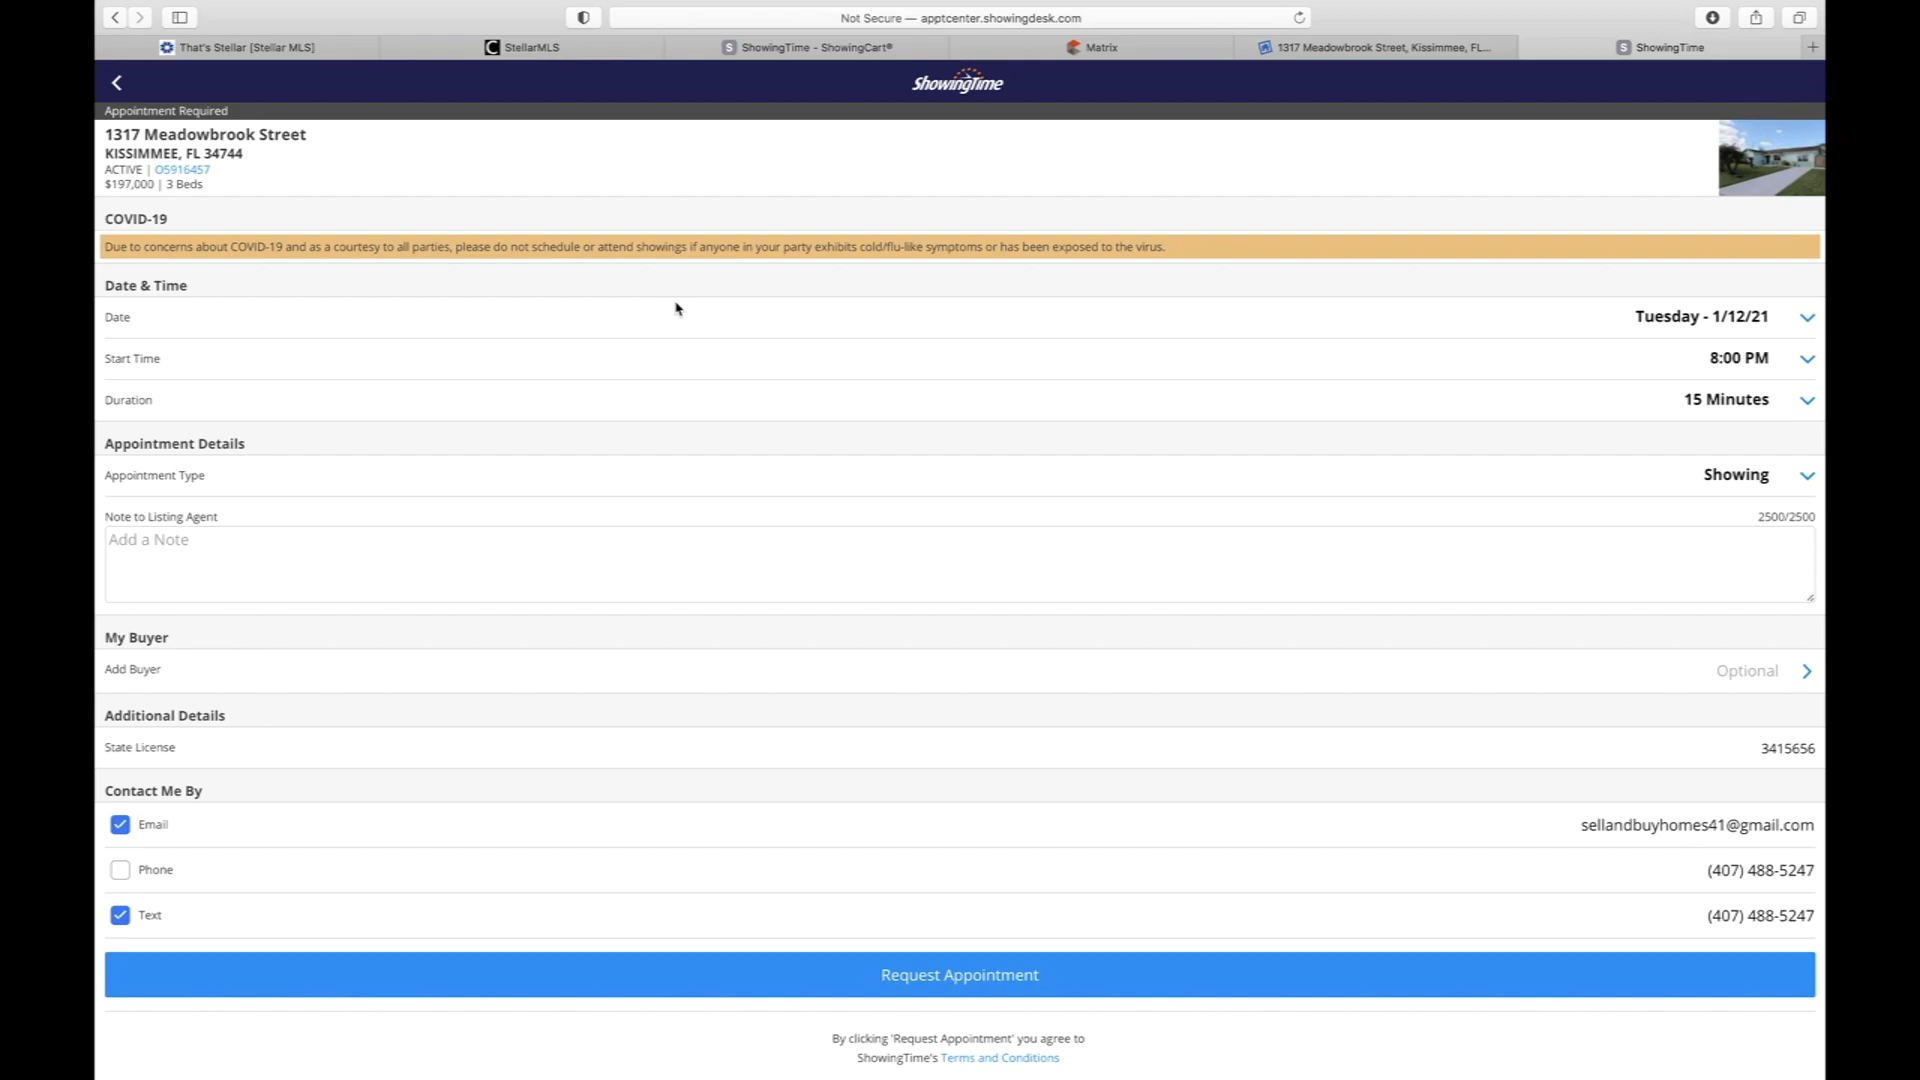 Not Secure — apptcenter.showingdesk.com
That's Stellar [Stellar MLS]
StellarMLS
ShowingTime - ShowingCart®
Matrix
1317 Meadowbrook Street, Kissimmee, FL...
ShowingTime
ShowingTime
Appointment Required
1317 Meadowbrook Street
KISSIMMEE, FL 34744
ACTIVE | O5916457
$197,000 | 3 Beds
COVID-19
Due to concerns about COVID-19 and as a courtesy to all parties, please do not schedule or attend showings if anyone in your party exhibits cold/flu-like symptoms or has been exposed to the virus.
Date & Time
Date Tuesday - 1/12/21
Start Time 8:00 PM
Duration 15 Minutes
Appointment Details
Appointment Type Showing
Note to Listing Agent 2500/2500
Add a Note
My Buyer
Add Buyer Optional
Additional Details
State License 3415656
Contact Me By
Email sellandbuyhomes41@gmail.com
Phone (407) 488-5247
Text (407) 488-5247
Request Appointment
By clicking 'Request Appointment' you agree to
ShowingTime's Terms and Conditions